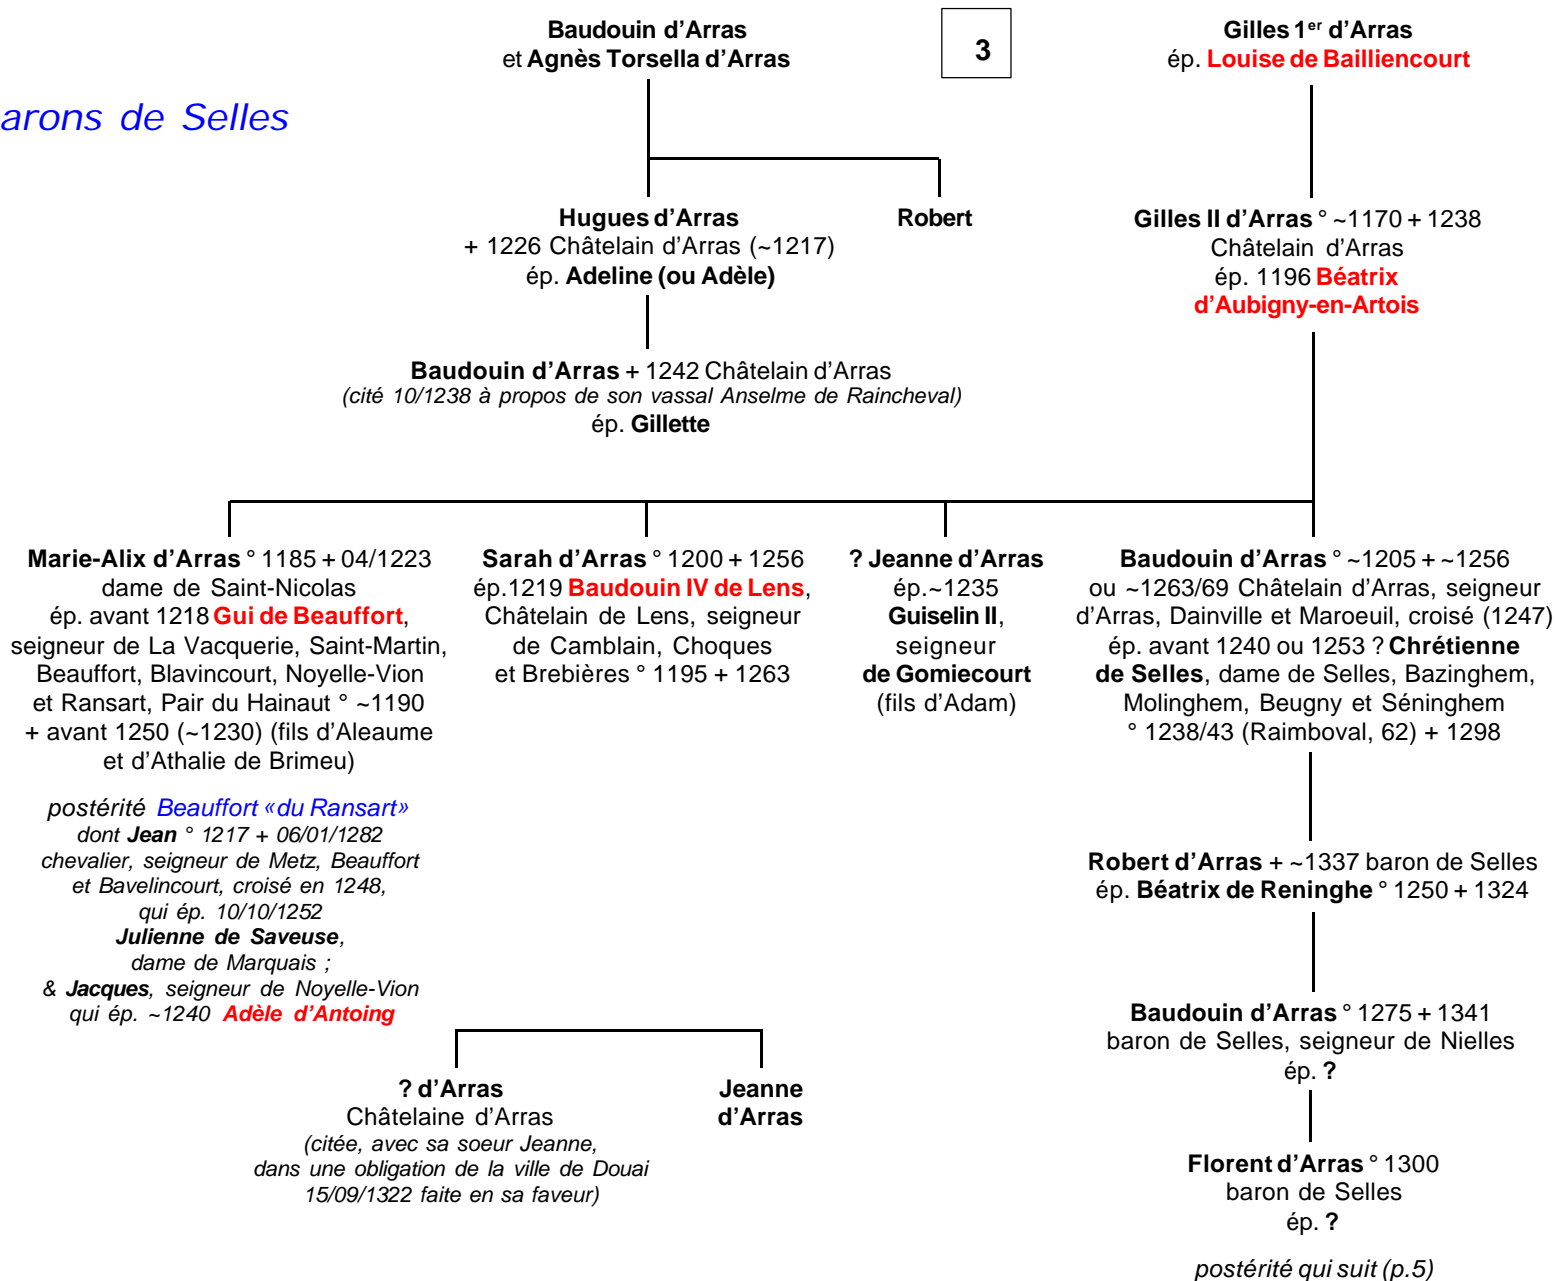 Baudouin d’Arras
et Agnès Torsella d’Arras
3
Gilles 1er d’Arras
ép. Louise de Bailliencourt
arons de Selles
Hugues d’Arras
+ 1226 Châtelain d’Arras (~1217)
ép. Adeline (ou Adèle)
Robert
Gilles II d’Arras ° ~1170 + 1238
Châtelain d’Arras
ép. 1196 Béatrix
d’Aubigny-en-Artois
Baudouin d’Arras + 1242 Châtelain d’Arras
(cité 10/1238 à propos de son vassal Anselme de Raincheval)
ép. Gillette
Marie-Alix d’Arras ° 1185 + 04/1223
dame de Saint-Nicolas
ép. avant 1218 Gui de Beauffort,
seigneur de La Vacquerie, Saint-Martin,
Beauffort, Blavincourt, Noyelle-Vion
et Ransart, Pair du Hainaut ° ~1190
+ avant 1250 (~1230) (fils d’Aleaume
et d’Athalie de Brimeu)
postérité Beauffort «du Ransart»
dont Jean ° 1217 + 06/01/1282
chevalier, seigneur de Metz, Beauffort
et Bavelincourt, croisé en 1248,
qui ép. 10/10/1252
Julienne de Saveuse,
dame de Marquais ;
& Jacques, seigneur de Noyelle-Vion
qui ép. ~1240 Adèle d’Antoing
Sarah d’Arras ° 1200 + 1256
ép.1219 Baudouin IV de Lens,
Châtelain de Lens, seigneur
de Camblain, Choques
et Brebières ° 1195 + 1263
? Jeanne d’Arras
ép.~1235
Guiselin II,
seigneur
de Gomiecourt
(fils d’Adam)
Baudouin d’Arras ° ~1205 + ~1256
ou ~1263/69 Châtelain d’Arras, seigneur
d’Arras, Dainville et Maroeuil, croisé (1247)
ép. avant 1240 ou 1253 ? Chrétienne
de Selles, dame de Selles, Bazinghem,
Molinghem, Beugny et Séninghem
° 1238/43 (Raimboval, 62) + 1298
Robert d’Arras + ~1337 baron de Selles
ép. Béatrix de Reninghe ° 1250 + 1324
Baudouin d’Arras ° 1275 + 1341
baron de Selles, seigneur de Nielles
ép. ?
? d’Arras
Châtelaine d’Arras
(citée, avec sa soeur Jeanne,
dans une obligation de la ville de Douai
15/09/1322 faite en sa faveur)
Jeanne
d’Arras
Florent d’Arras ° 1300
baron de Selles
ép. ?
postérité qui suit (p.5)